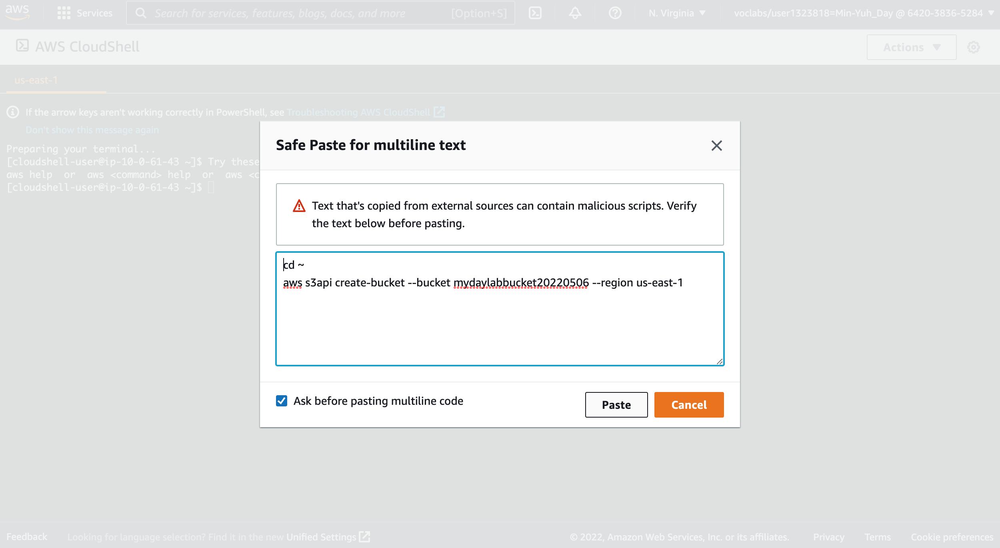 aws
Services
Search for services, features, blogs, docs, and more
[Option+S]
N. Virginia
voclabs/user1323818=Min-Yuh_Day @ 6420-3836-5284
AWS CloudShell
Actions
us-east-1
If the arrow keys aren't working correctly in PowerShell, see Troubleshooting AWS CloudShell
Don't show this message again
Preparing your terminal...
[cloudshell-user@ip-10-0-61-43 ~]$ Try these
aws help or aws <command> help or aws <c
[cloudshell-user@ip-10-0-61-43 ~]$
Safe Paste for multiline text
Text that's copied from external sources can contain malicious scripts. Verify
the text below before pasting.
cd ~
aws s3api create-bucket --bucket mydaylabbucket20220506 --region us-east-1
Ask before pasting multiline code
Paste
Cancel
Feedback
Looking for language selection? Find it in the new Unified Settings
© 2022, Amazon Web Services, Inc. or its affiliates.
Privacy
Terms
Cookie preferences